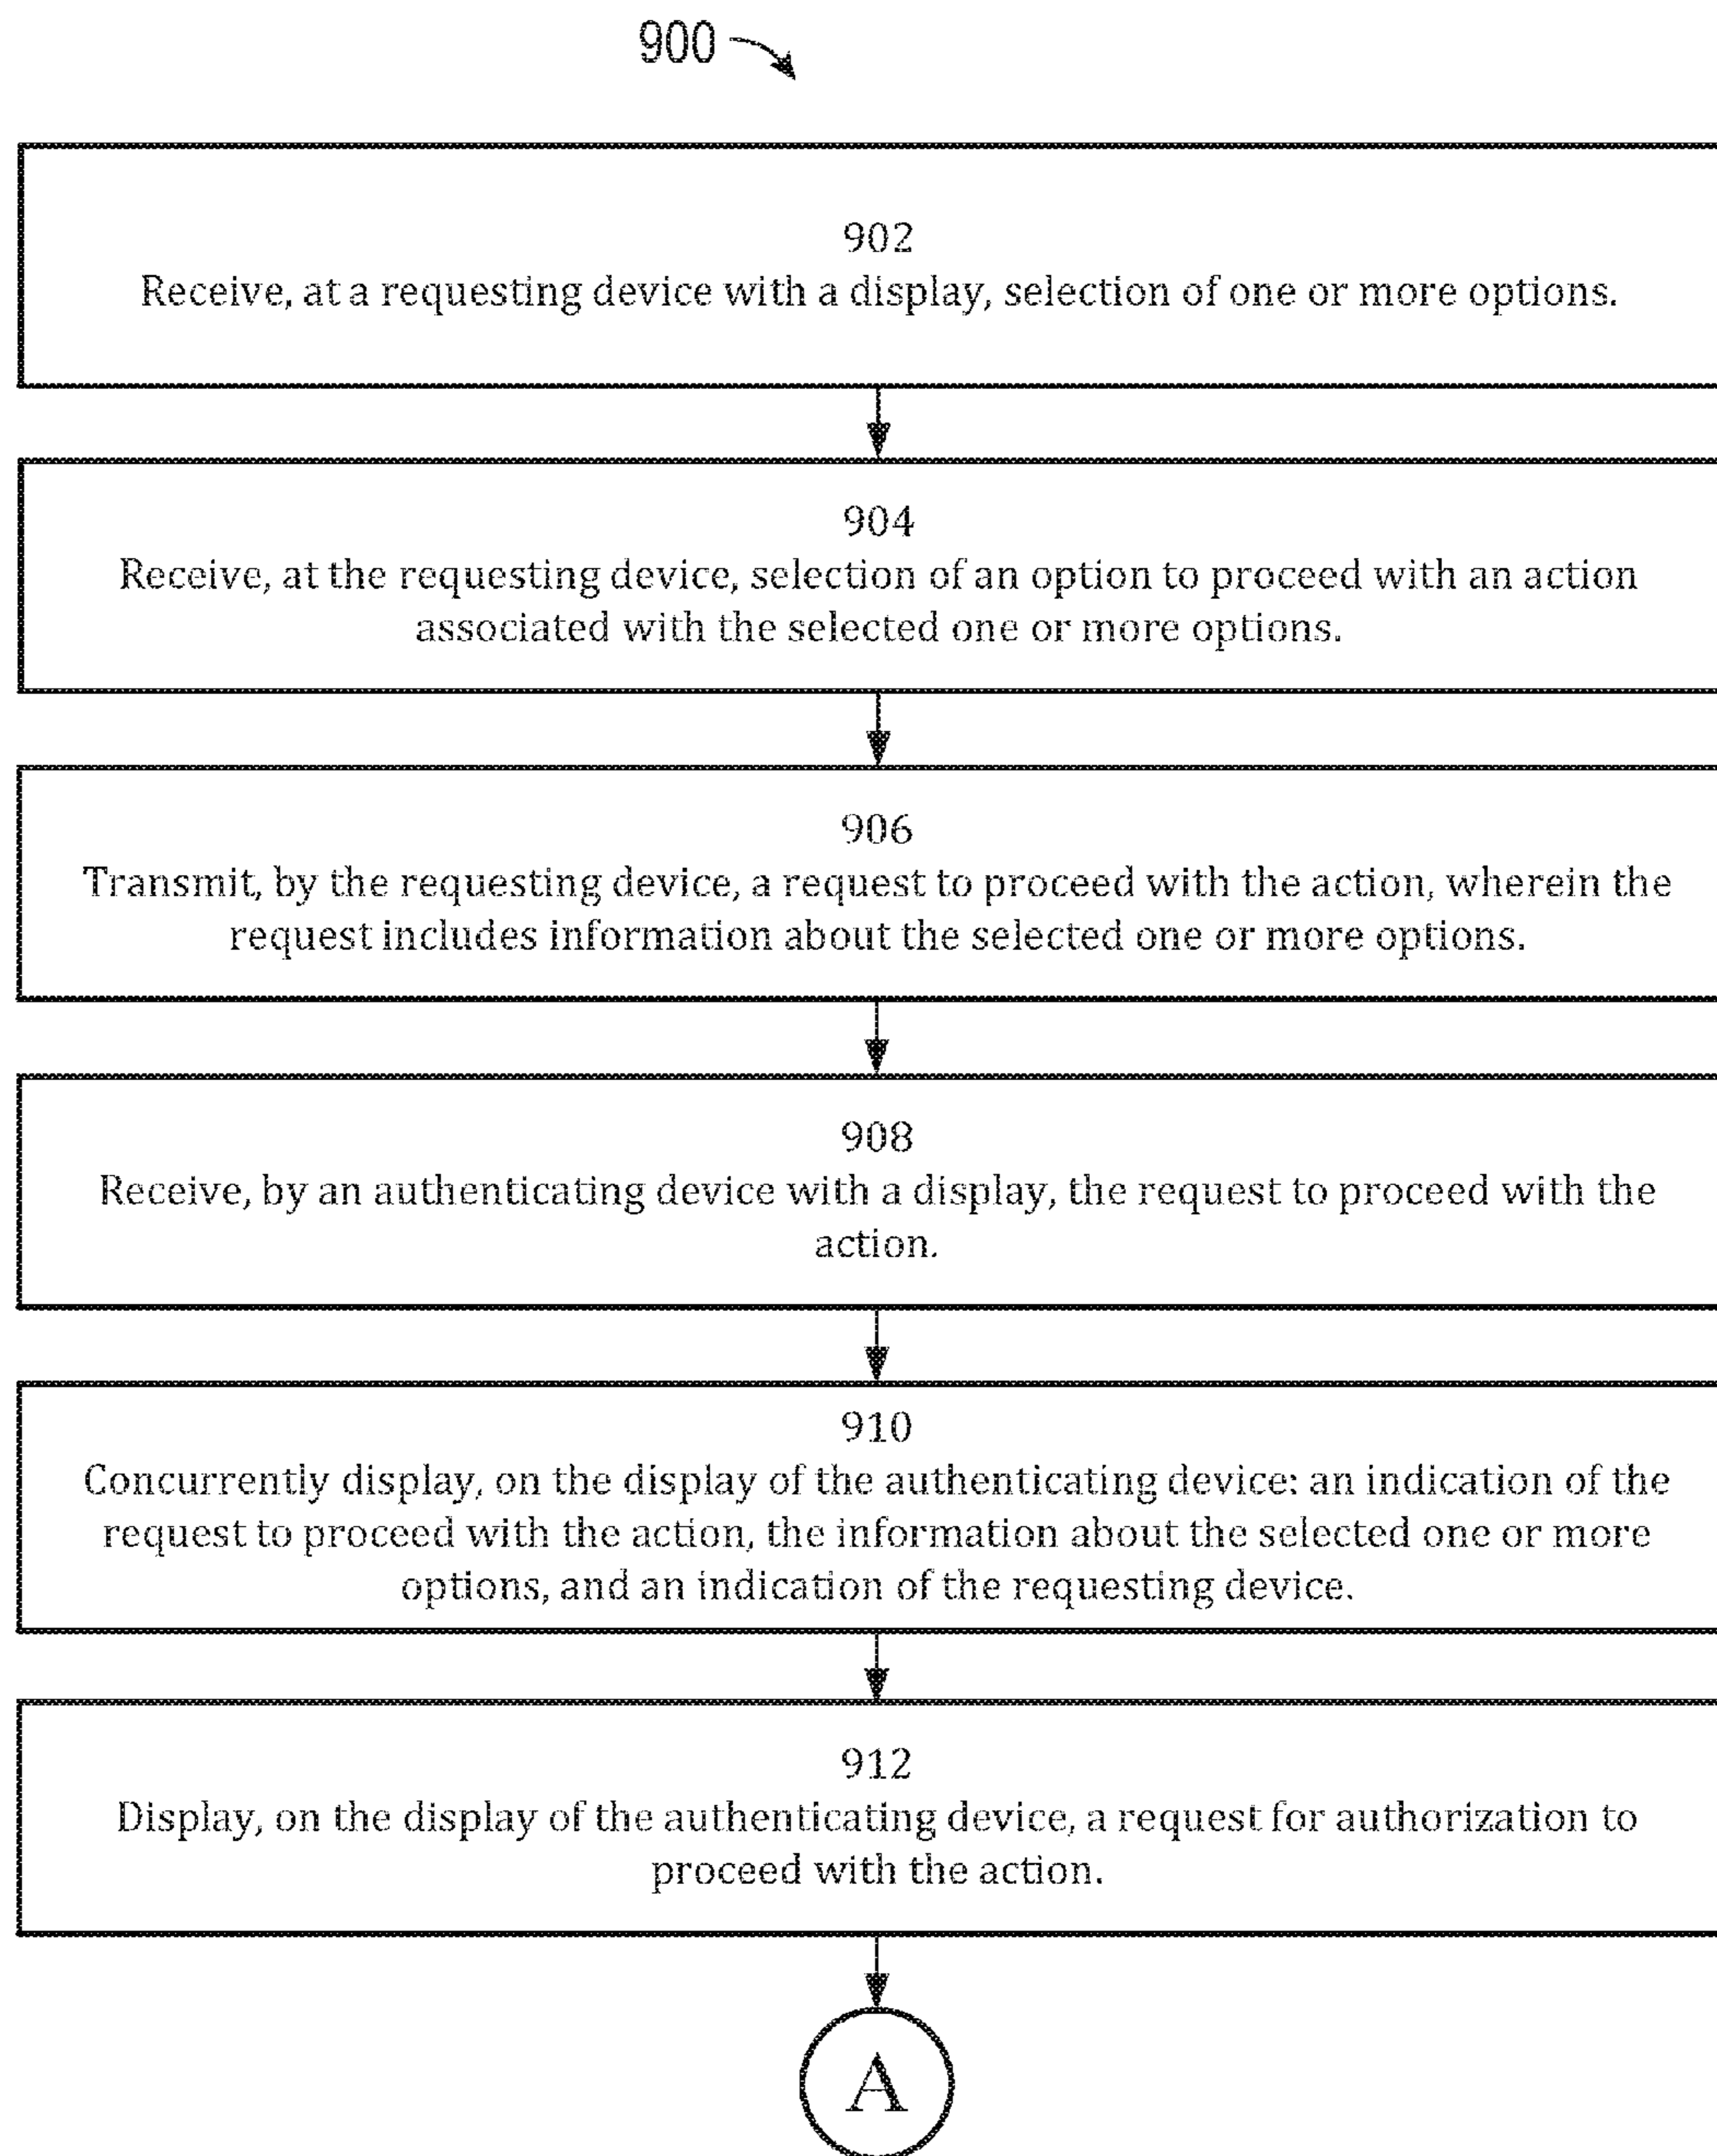 900
902
Receive, at a requesting device with a display, selection of one or more options.
904
Receive, at the requesting device, selection of an option to proceed with an action
associated with the selected one or more options.
906
Transmit, by the requesting device, a request to proceed with the action, wherein the
request includes information about the selected one or more options.
908
Receive, by an authenticating device with a display, the request to proceed with the
action.
910
Concurrently display, on the display of the authenticating device: an indication of the
request to proceed with the action, the information about the selected one or more
options, and an indication of the requesting device.
912
Display, on the display of the authenticating device, a request for authorization to
proceed with the action.
A